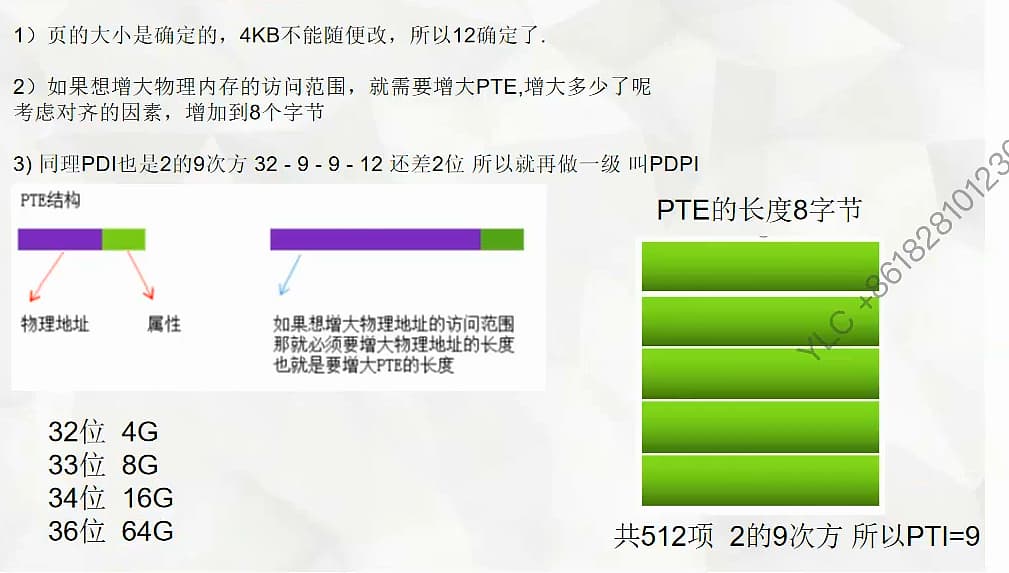 1）页的大小是确定的，4KB不能随便改，所以12确定了.
2）如果想增大物理内存的访问范围，就需要增大PTE,增大多少了呢
考虑对齐的因素，增加到8个字节
3) 同理PDI也是2的9次方 32 - 9 - 9 - 12 还差2位 所以就再做一级 叫PDPI
PTE结构
物理地址
属性
如果想增大物理地址的访问范围
那就必须要增大物理地址的长度
也就是要增大PTE的长度
32位 4G
33位 8G
34位 16G
36位 64G
PTE的长度8字节
共512项 2的9次方 所以PTI=9